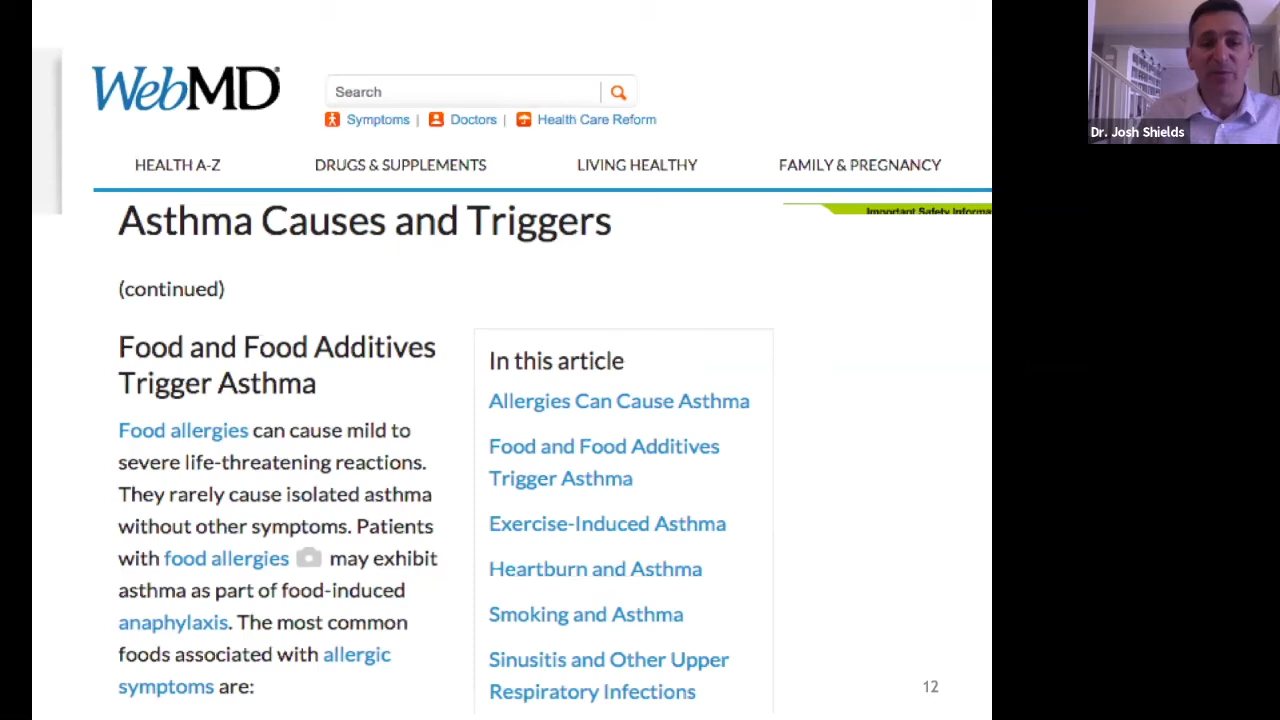 WebMD
Search
Symptoms | Doctors | Health Care Reform
HEALTH A-Z DRUGS & SUPPLEMENTS LIVING HEALTHY FAMILY & PREGNANCY
Important Safety Informa
Asthma Causes and Triggers
(continued)
Food and Food Additives
Trigger Asthma
Food allergies can cause mild to
severe life-threatening reactions.
They rarely cause isolated asthma
without other symptoms. Patients
with food allergies may exhibit
asthma as part of food-induced
anaphylaxis. The most common
foods associated with allergic
symptoms are:
In this article
Allergies Can Cause Asthma
Food and Food Additives
Trigger Asthma
Exercise-Induced Asthma
Heartburn and Asthma
Smoking and Asthma
Sinusitis and Other Upper
Respiratory Infections
12
Dr. Josh Shields